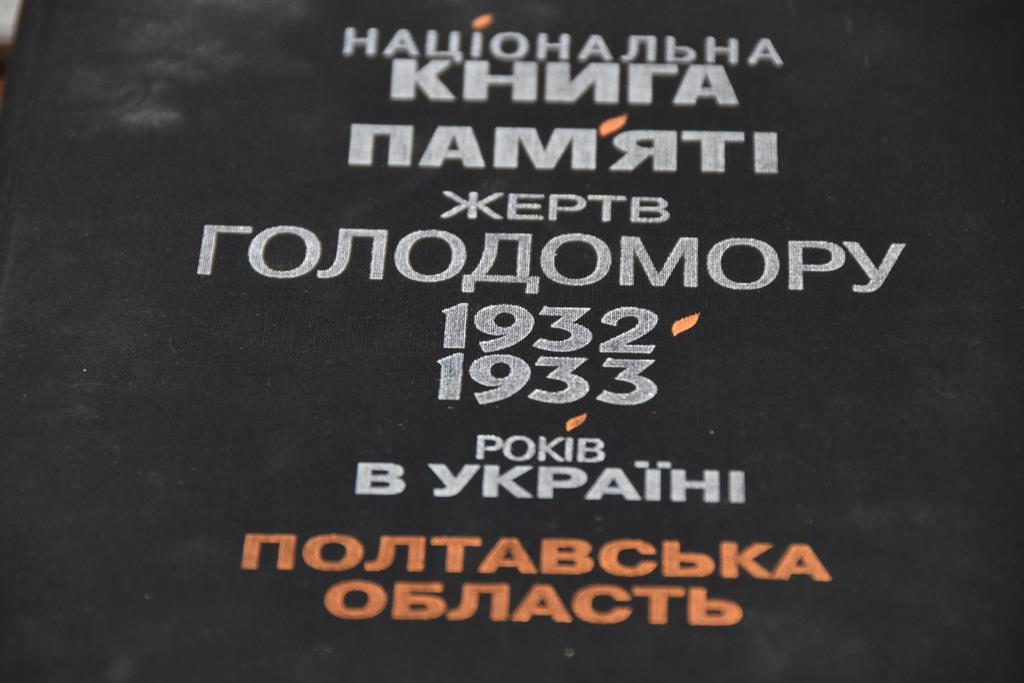 НАЦІОНАЛЬНА
КНИГА
ПАМ'ЯТІ
ЖЕРТВ
ГОЛОДОМОРУ
1932
1933
РОКІВ
В УКРАЇНІ
ПОЛТАВСЬКА
ОБЛАСТЬ